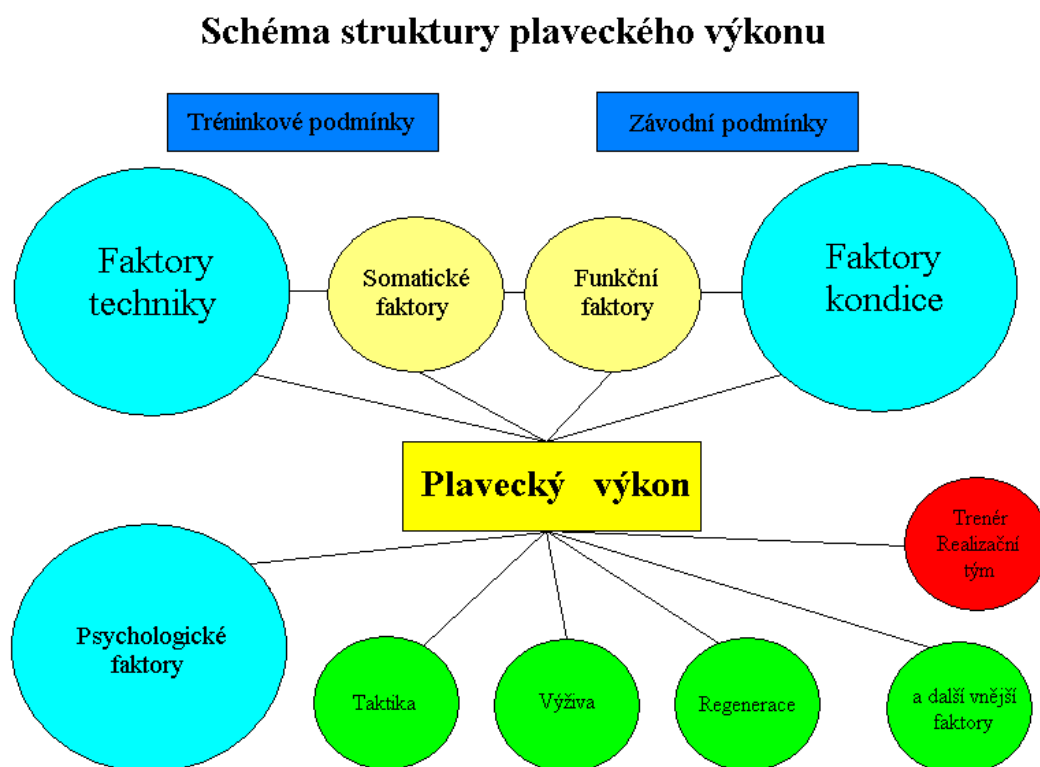 Schéma struktury plaveckého výkonu
Tréninkové podmínky
Závodní podmínky
Faktory
techniky
Somatické
faktory
Funkční
faktory
Faktory
kondice
Plavecký výkon
Trenér
Realizační
tým
Psychologické
faktory
Taktika
Výživa
Regenerace
a další vnější
faktory